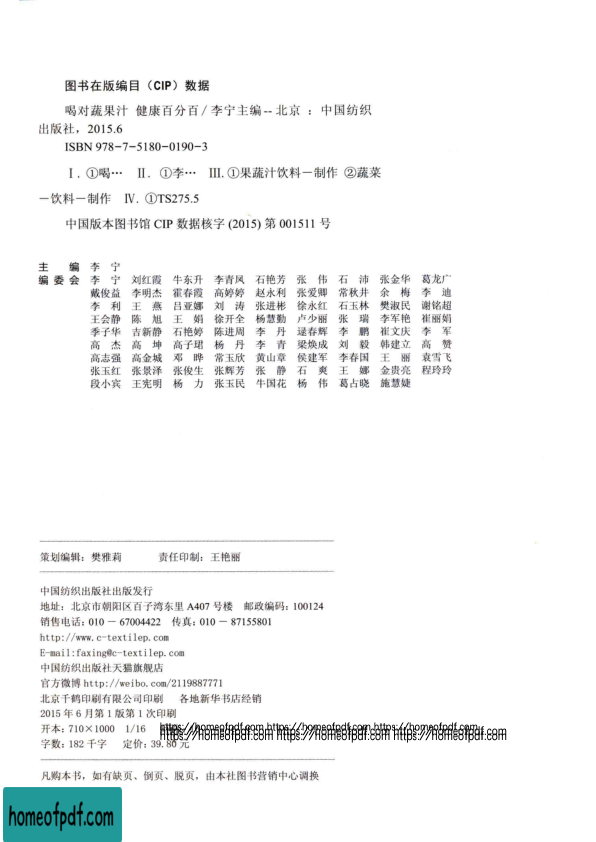 图书在版编目（CIP）数据
喝对蔬果汁 健康百分百 / 李宁主编 -- 北京 ： 中国纺织
出版社，2015.6
ISBN 978-7-5180-0190-3
Ⅰ. ①喝… Ⅱ. ①李… Ⅲ. ①果蔬汁饮料－制作 ②蔬菜
－饮料－制作 Ⅳ. ①TS275.5
中国版本图书馆 CIP 数据核字 (2015) 第 001511 号
主 编 李 宁
编委会 李 宁 刘红霞 牛东升 李青凤 石艳芳 张 伟 石 沛 张金华 葛龙广
戴俊益 李明杰 霍春霞 高婷婷 赵永利 张爱卿 常秋井 余 梅 李 迪
李 利 王 燕 吕亚娜 刘 涛 张进彬 徐永红 石玉林 樊淑民 谢铭超
王会静 陈 旭 王 娟 徐开全 杨慧勤 卢少丽 张 瑞 李军艳 崔丽娟
季子华 吉新静 石艳婷 陈进周 李 丹 逯春辉 李 鹏 崔文庆 李 军
高 杰 高 坤 高子珺 杨 丹 李 青 梁焕成 刘 毅 韩建立 高 赞
高志强 高金城 邓 晔 常玉欣 黄山章 侯建军 李春国 王 丽 袁雪飞
张玉红 张景泽 张俊生 张辉芳 张 静 石 爽 王 娜 金贵亮 程玲玲
段小宾 王宪明 杨 力 张玉民 牛国花 杨 伟 葛占晓 施慧婕
策划编辑：樊雅莉 责任印制：王艳丽
中国纺织出版社出版发行
地址：北京市朝阳区百子湾东里 A407 号楼 邮政编码：100124
销售电话：010 － 67004422 传真：010 － 87155801
http://www.c-textilep.com
E-mail:faxing@c-textilep.com
中国纺织出版社天猫旗舰店
官方微博 http://weibo.com/2119887771
北京千鹤印刷有限公司印刷 各地新华书店经销
2015 年 6 月第 1 版第 1 次印刷
开本：710×1000 1/16 https://homeofpdf.com https://homeofpdf.com https://homeofpdf.com
字数：182 千字 定价：39.80 元 https://homeofpdf.com https://homeofpdf.com
凡购本书，如有缺页、倒页、脱页，由本社图书营销中心调换
homeofpdf.com